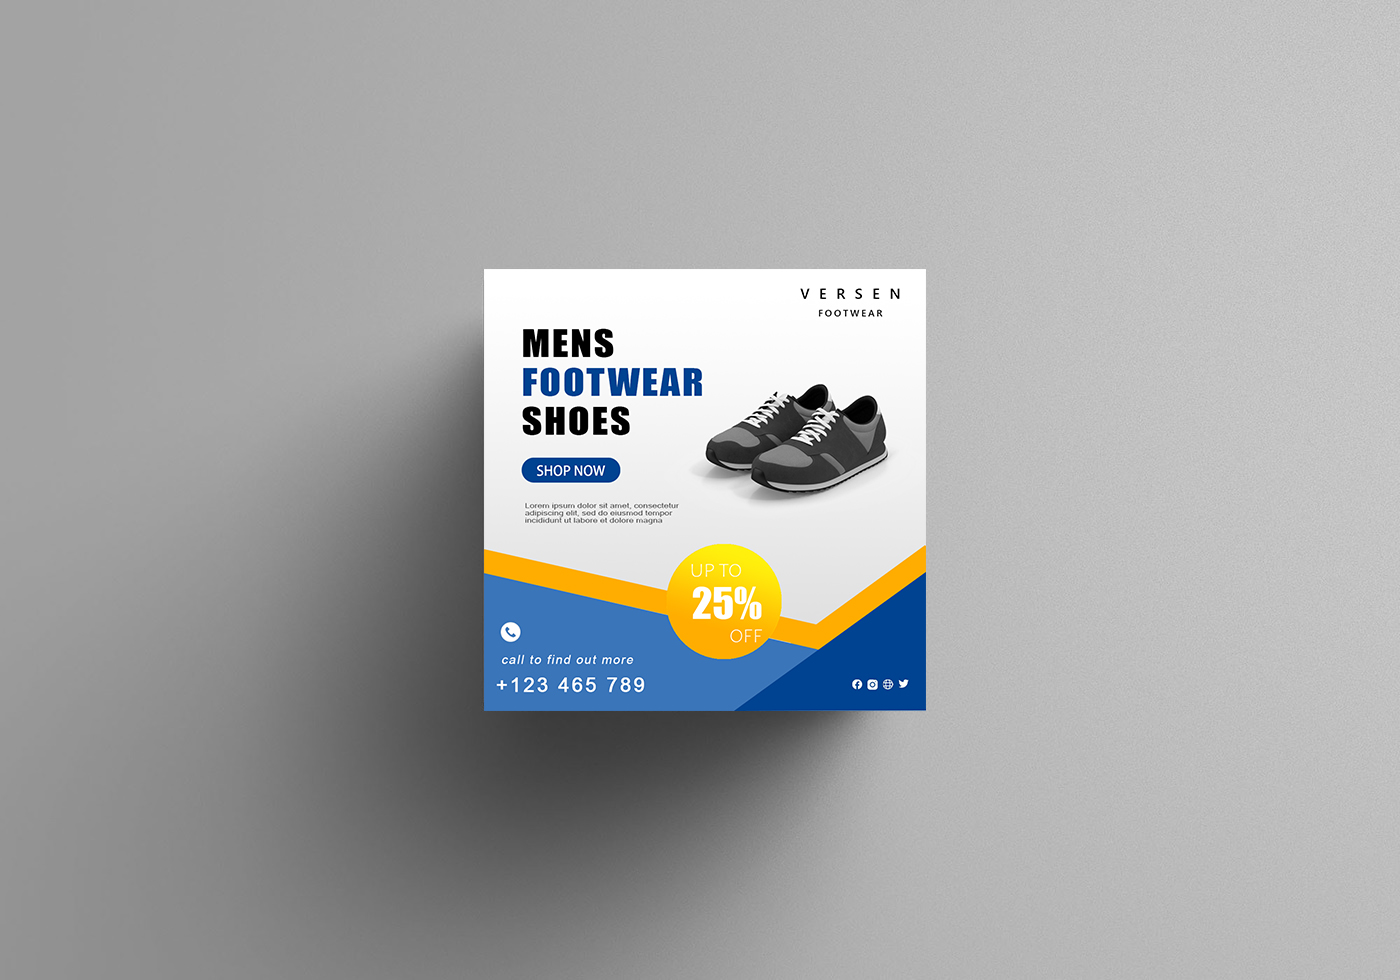 VERSEN
FOOTWEAR
MENS
FOOTWEAR
SHOES
SHOP NOW
Lorem ipsum dolor sit amet, consectetur
adipiscing elit, sed do eiusmod tempor
incididunt ut labore et dolore magna
UP TO
25%
OFF
call to find out more
+123 465 789